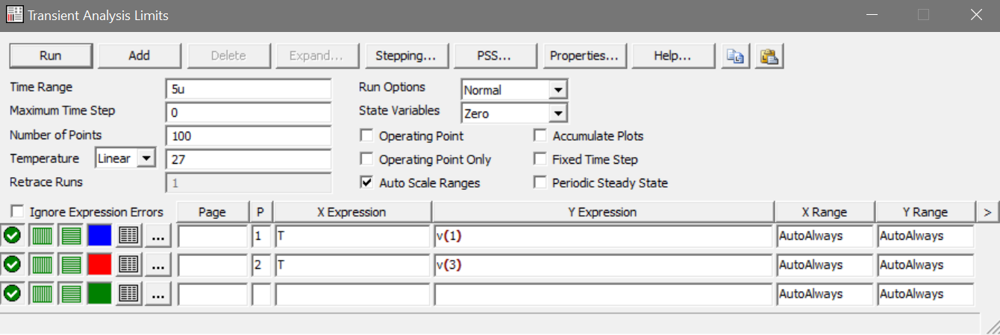 Transient Analysis Limits
Run Add Delete Expand... Stepping... PSS... Properties... Help...
Time Range 5u Run Options Normal
Maximum Time Step 0 State Variables Zero
Number of Points 100 Operating Point Accumulate Plots
Temperature Linear 27 Operating Point Only Fixed Time Step
Retrace Runs 1 Auto Scale Ranges Periodic Steady State
Ignore Expression Errors Page P X Expression Y Expression X Range Y Range >
... 1 T v(1) AutoAlways AutoAlways
... 2 T v(3) AutoAlways AutoAlways
... AutoAlways AutoAlways